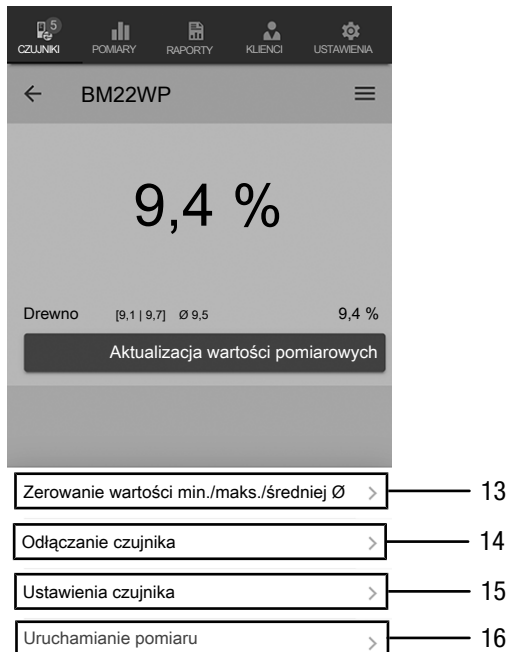 5
CZUJNIKI POMIARY RAPORTY KLIENCI USTAWIENIA
BM22WP
9,4 %
Drewno [9,1 | 9,7] Ø 9,5 9,4 %
Aktualizacja wartości pomiarowych
Zerowanie wartości min./maks./średniej Ø 13
Odłączanie czujnika 14
Ustawienia czujnika 15
Uruchamianie pomiaru 16